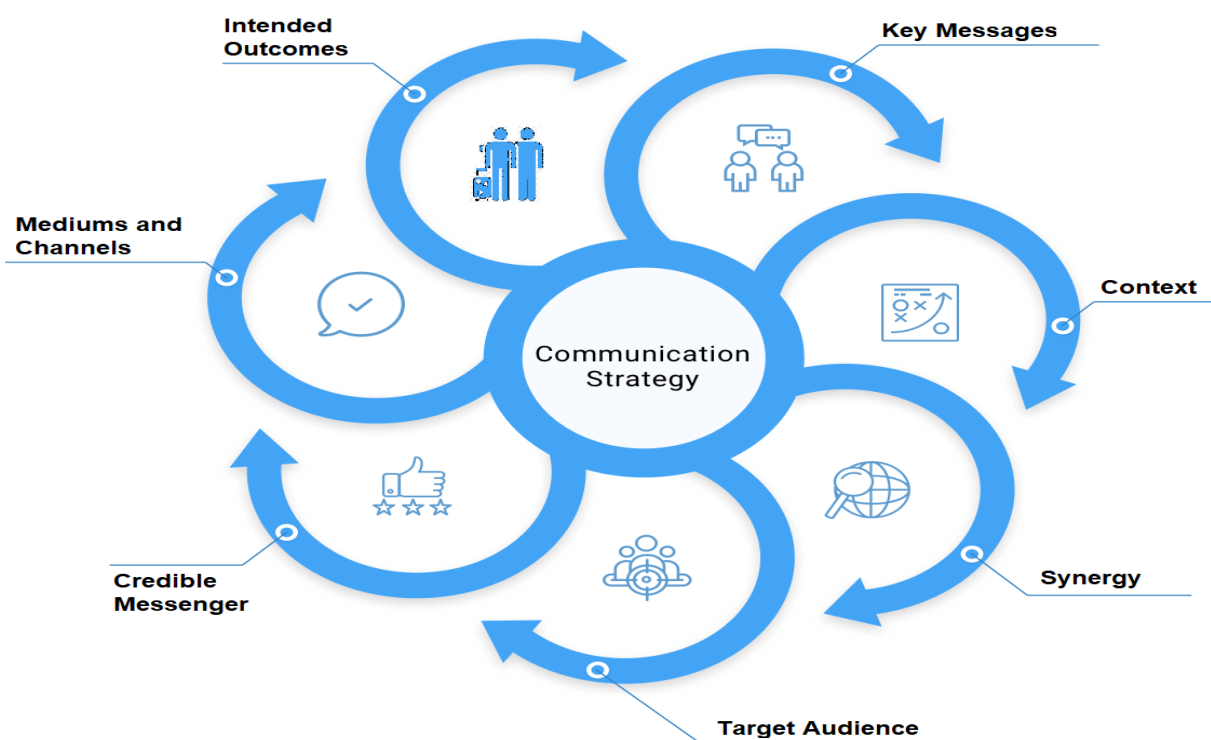 Intended
Outcomes
Key Messages
Mediums and
Channels
Context
Communication
Strategy
Credible
Messenger
Synergy
Target Audience